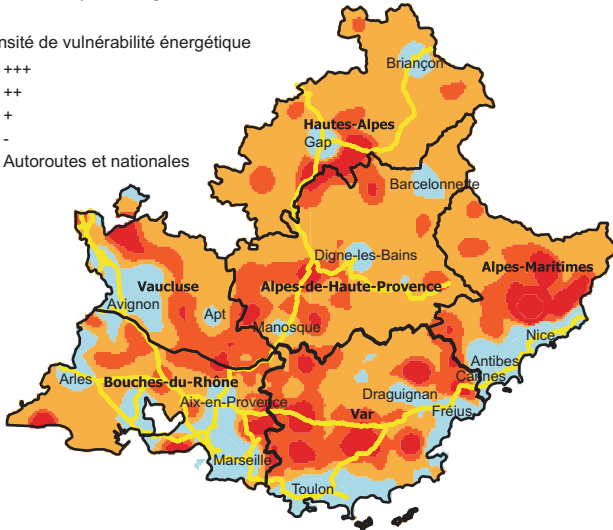 nsité de vulnérabilité énergétique
+++
++
+
-
Autoroutes et nationales
Briançon
Hautes-Alpes
Gap
Barcelonnette
Digne-les-Bains
Alpes-Maritimes
Vaucluse
Alpes-de-Haute-Provence
Avignon
Apt
Manosque
Nice
Antibes
Cannes
Arles
Bouches-du-Rhône
Aix-en-Provence
Draguignan
Var
Fréjus
Marseille
Toulon